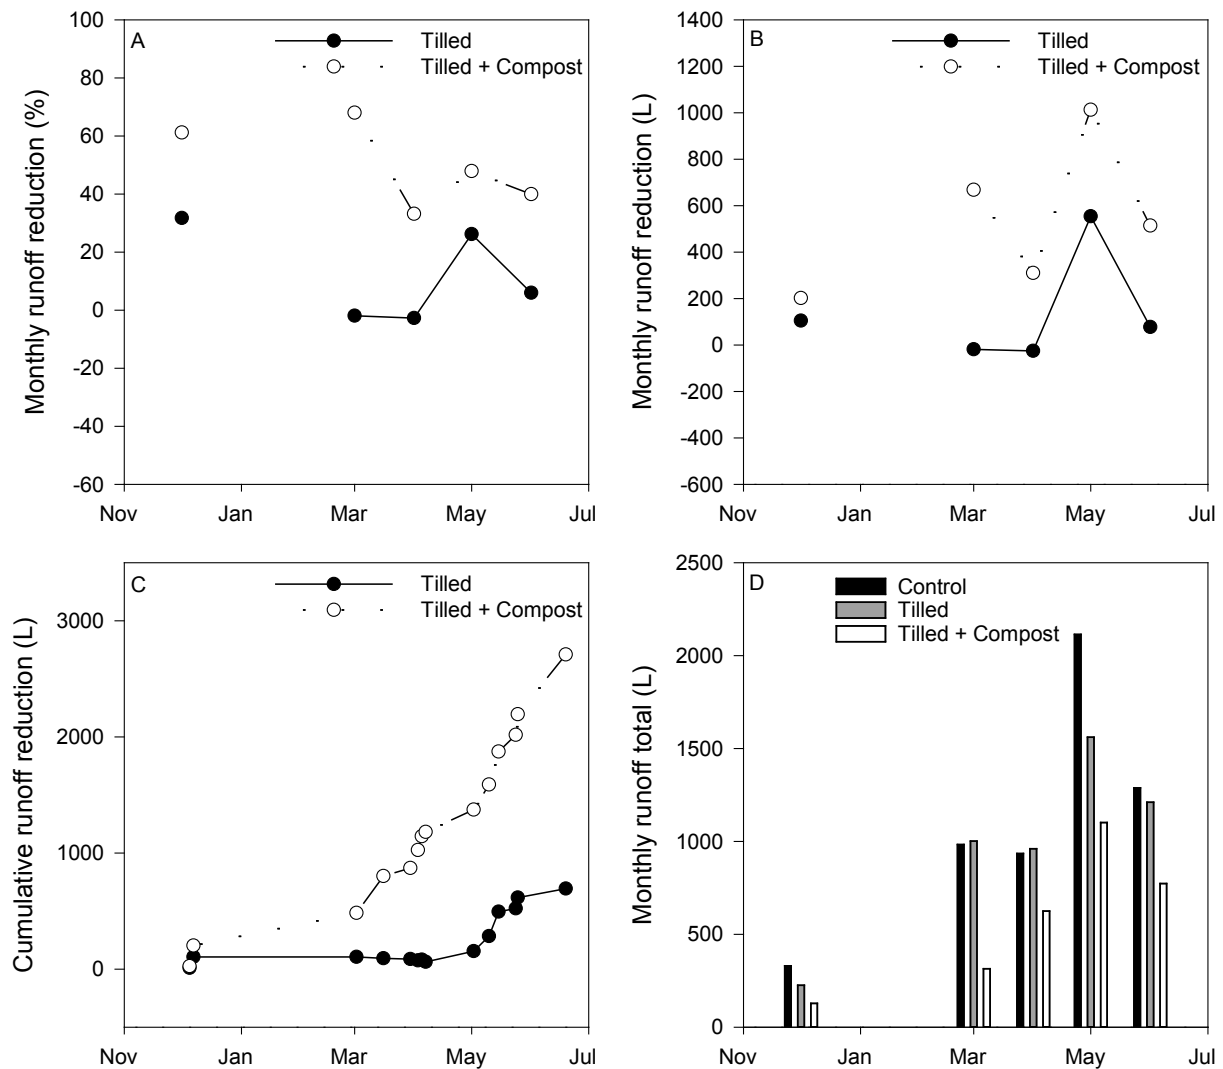 A
Tilled
Tilled + Compost
Monthly runoff reduction (%)
100
80
60
40
20
0
-20
-40
-60
Nov Jan Mar May Jul
B
Tilled
Tilled + Compost
Monthly runoff reduction (L)
1400
1200
1000
800
600
400
200
0
-200
-400
-600
Nov Jan Mar May Jul
C
Tilled
Tilled + Compost
Cumulative runoff reduction (L)
3000
2000
1000
0
Nov Jan Mar May Jul
D
Control
Tilled
Tilled + Compost
Monthly runoff total (L)
2500
2000
1500
1000
500
0
Nov Jan Mar May Jul